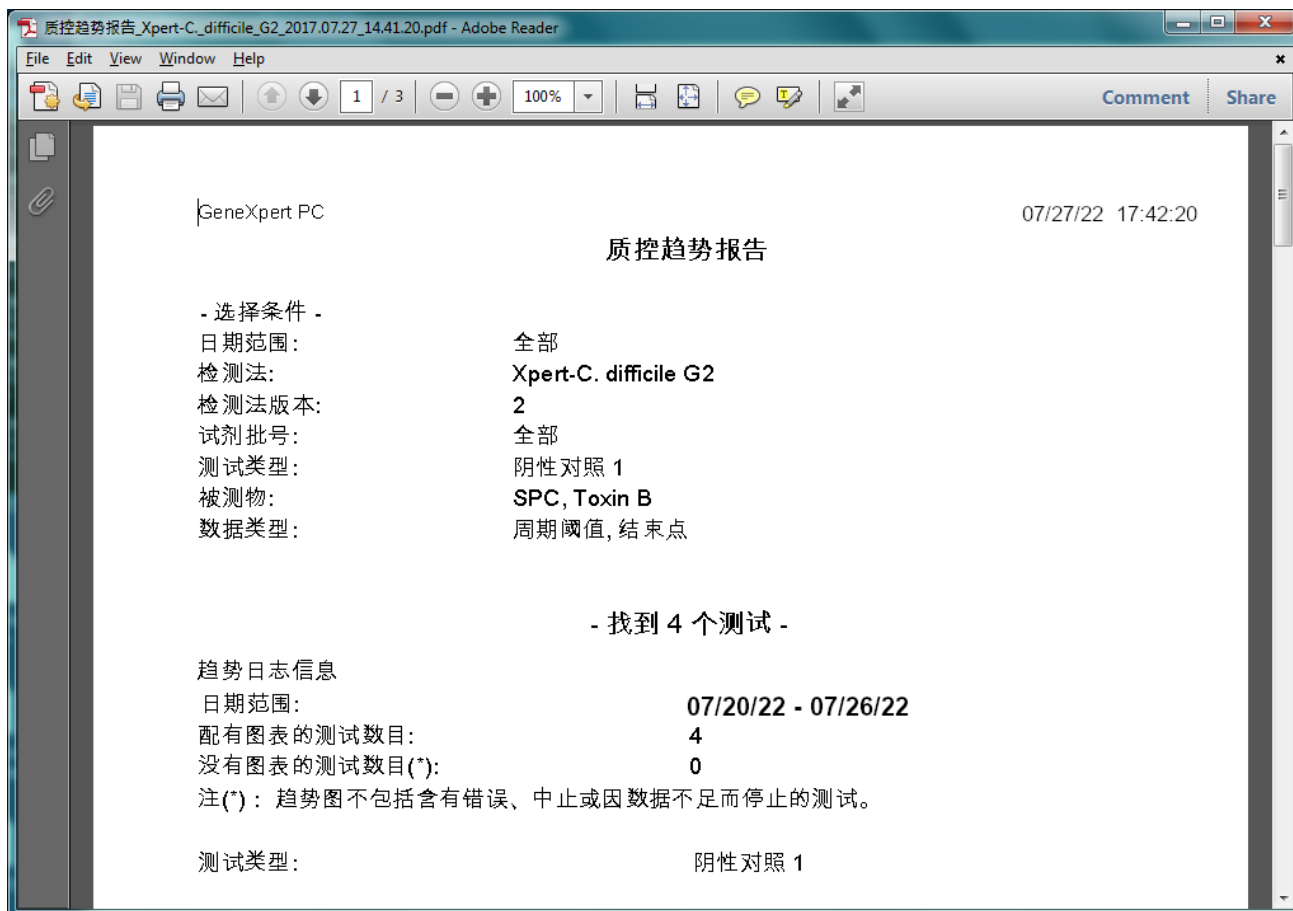 质控趋势报告_Xpert-C._difficile_G2_2017.07.27_14.41.20.pdf - Adobe Reader
File Edit View Window Help
1 / 3 100% Comment Share
GeneXpert PC 07/27/22 17:42:20
质控趋势报告
- 选择条件 -
日期范围: 全部
检测法: Xpert-C. difficile G2
检测法版本: 2
试剂批号: 全部
测试类型: 阴性对照 1
被测物: SPC, Toxin B
数据类型: 周期阈值, 结束点
- 找到 4 个测试 -
趋势日志信息
日期范围: 07/20/22 - 07/26/22
配有图表的测试数目: 4
没有图表的测试数目(*): 0
注(*) : 趋势图不包括含有错误、中止或因数据不足而停止的测试。
测试类型: 阴性对照 1